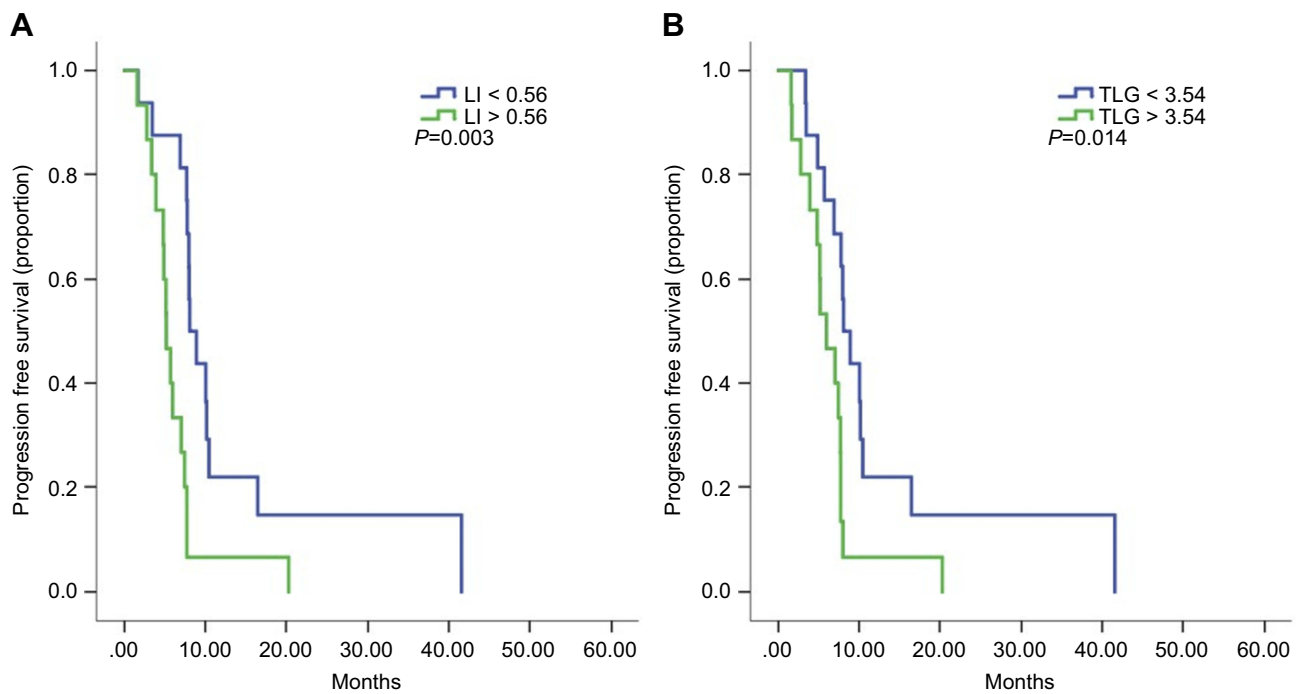 A
1.0
0.8
0.6
0.4
0.2
0.0
Progression free survival (proportion)
LI < 0.56
LI > 0.56
P=0.003
.00 10.00 20.00 30.00 40.00 50.00 60.00
Months
B
1.0
0.8
0.6
0.4
0.2
0.0
Progression free survival (proportion)
TLG < 3.54
TLG > 3.54
P=0.014
.00 10.00 20.00 30.00 40.00 50.00 60.00
Months